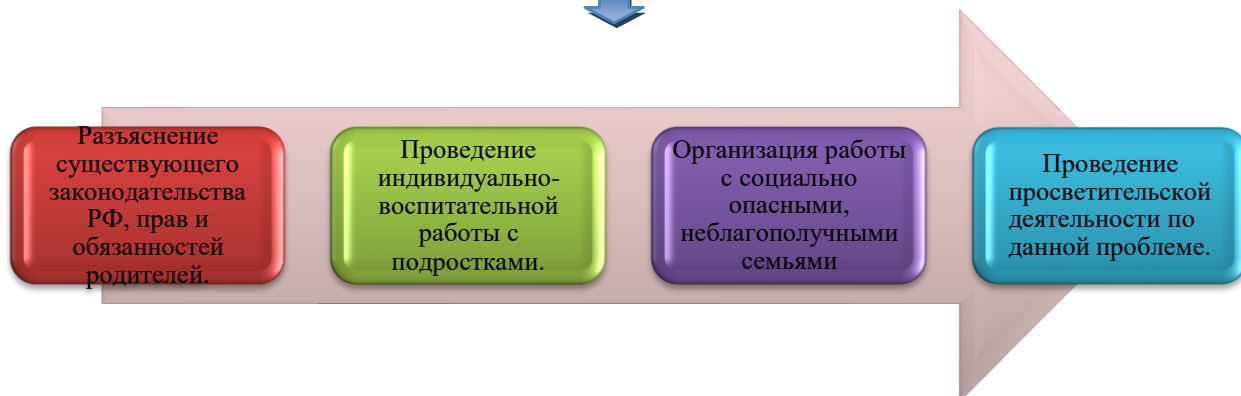 Разъяснение
существующего
законодательства
РФ, прав и
обязанностей
родителей.
Проведение
индивидуально-
воспитательной
работы с
подростками.
Организация работы
с социально
опасными,
неблагополучными
семьями
Проведение
просветительской
деятельности по
данной проблеме.